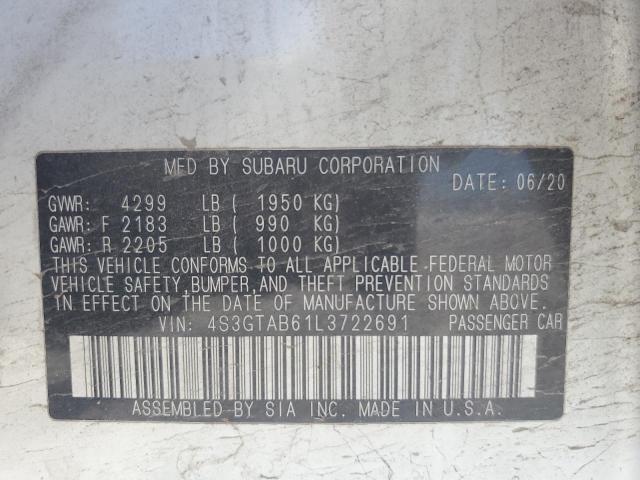 MFD BY SUBARU CORPORATION
DATE: 06/20
GVWR: 4299 LB ( 1950 KG)
GAWR: F 2183 LB ( 990 KG)
GAWR: R 2205 LB ( 1000 KG)
THIS VEHICLE CONFORMS TO ALL APPLICABLE FEDERAL MOTOR
VEHICLE SAFETY, BUMPER, AND THEFT PREVENTION STANDARDS
IN EFFECT ON THE DATE OF MANUFACTURE SHOWN ABOVE.
VIN: 4S3GTAB61L3722691 PASSENGER CAR
ASSEMBLED BY SIA INC. MADE IN U.S.A.